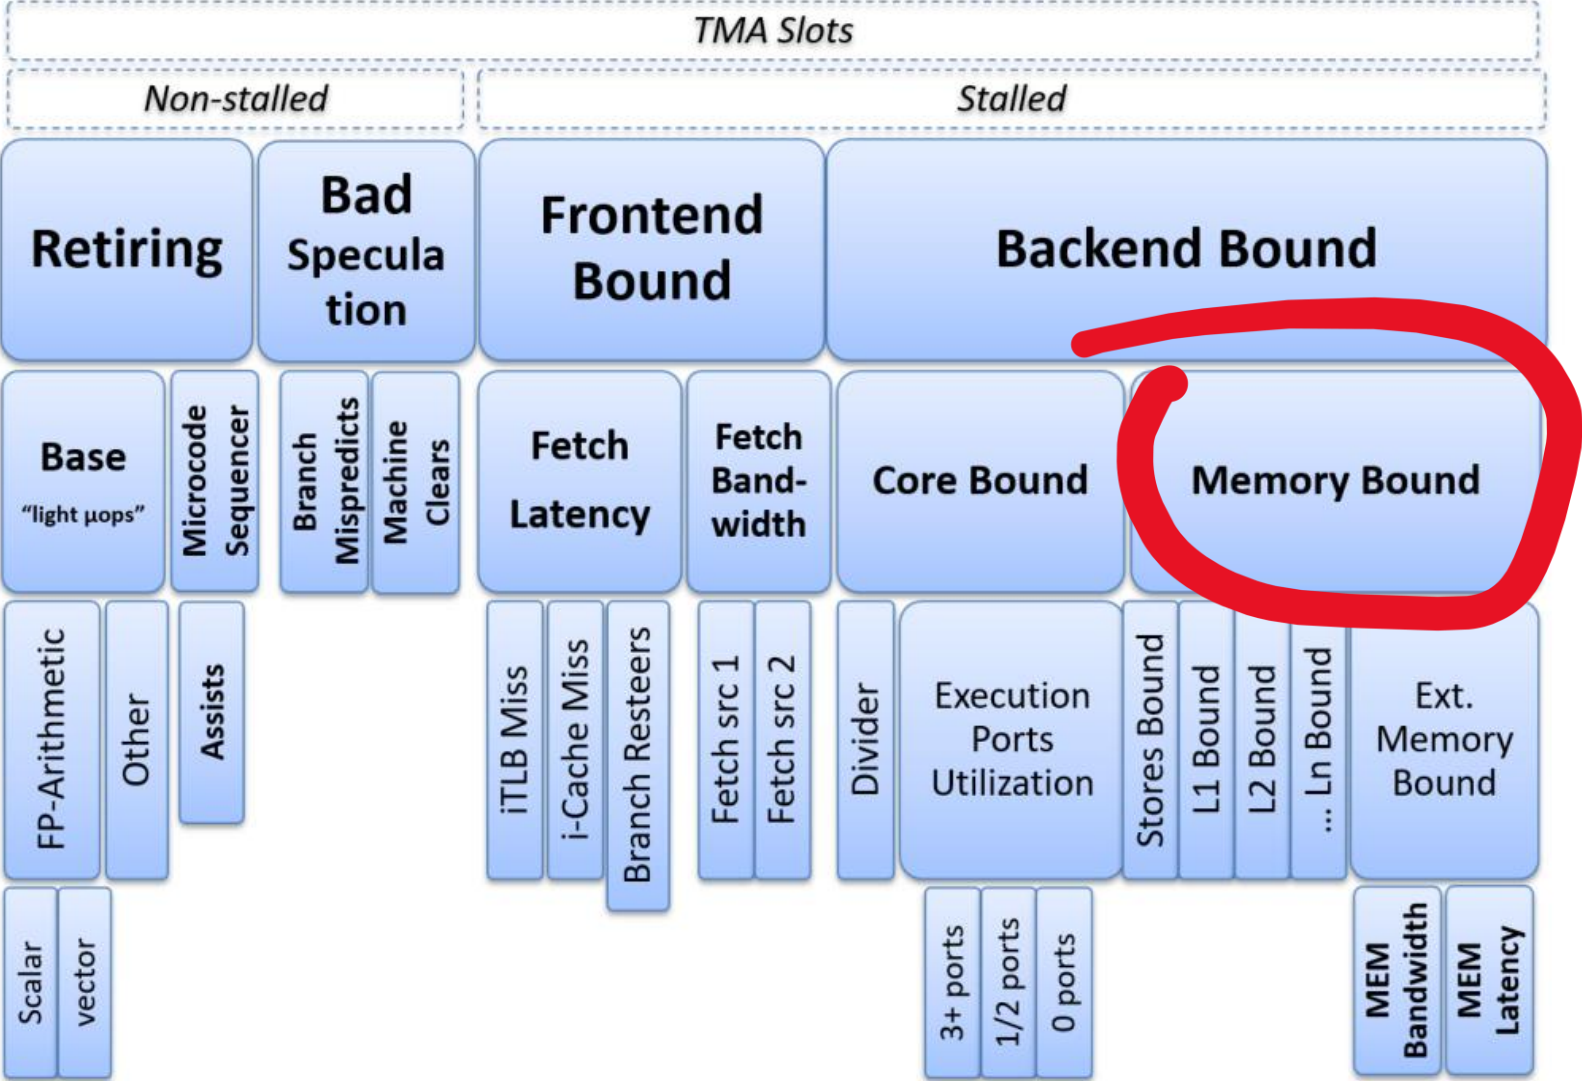 TMA Slots
Non-stalled
Stalled
Retiring
Bad
Specula
tion
Frontend
Bound
Backend Bound
Base
“light μops”
Microcode
Sequencer
Branch
Mispredicts
Machine
Clears
Fetch
Latency
Fetch
Band-
width
Core Bound
Memory Bound
FP-Arithmetic
Other
Assists
iTLB Miss
i-Cache Miss
Branch Resteers
Fetch src 1
Fetch src 2
Divider
Execution
Ports
Utilization
Stores Bound
L1 Bound
L2 Bound
... Ln Bound
Ext.
Memory
Bound
Scalar
vector
3+ ports
1/2 ports
0 ports
MEM
Bandwidth
MEM
Latency